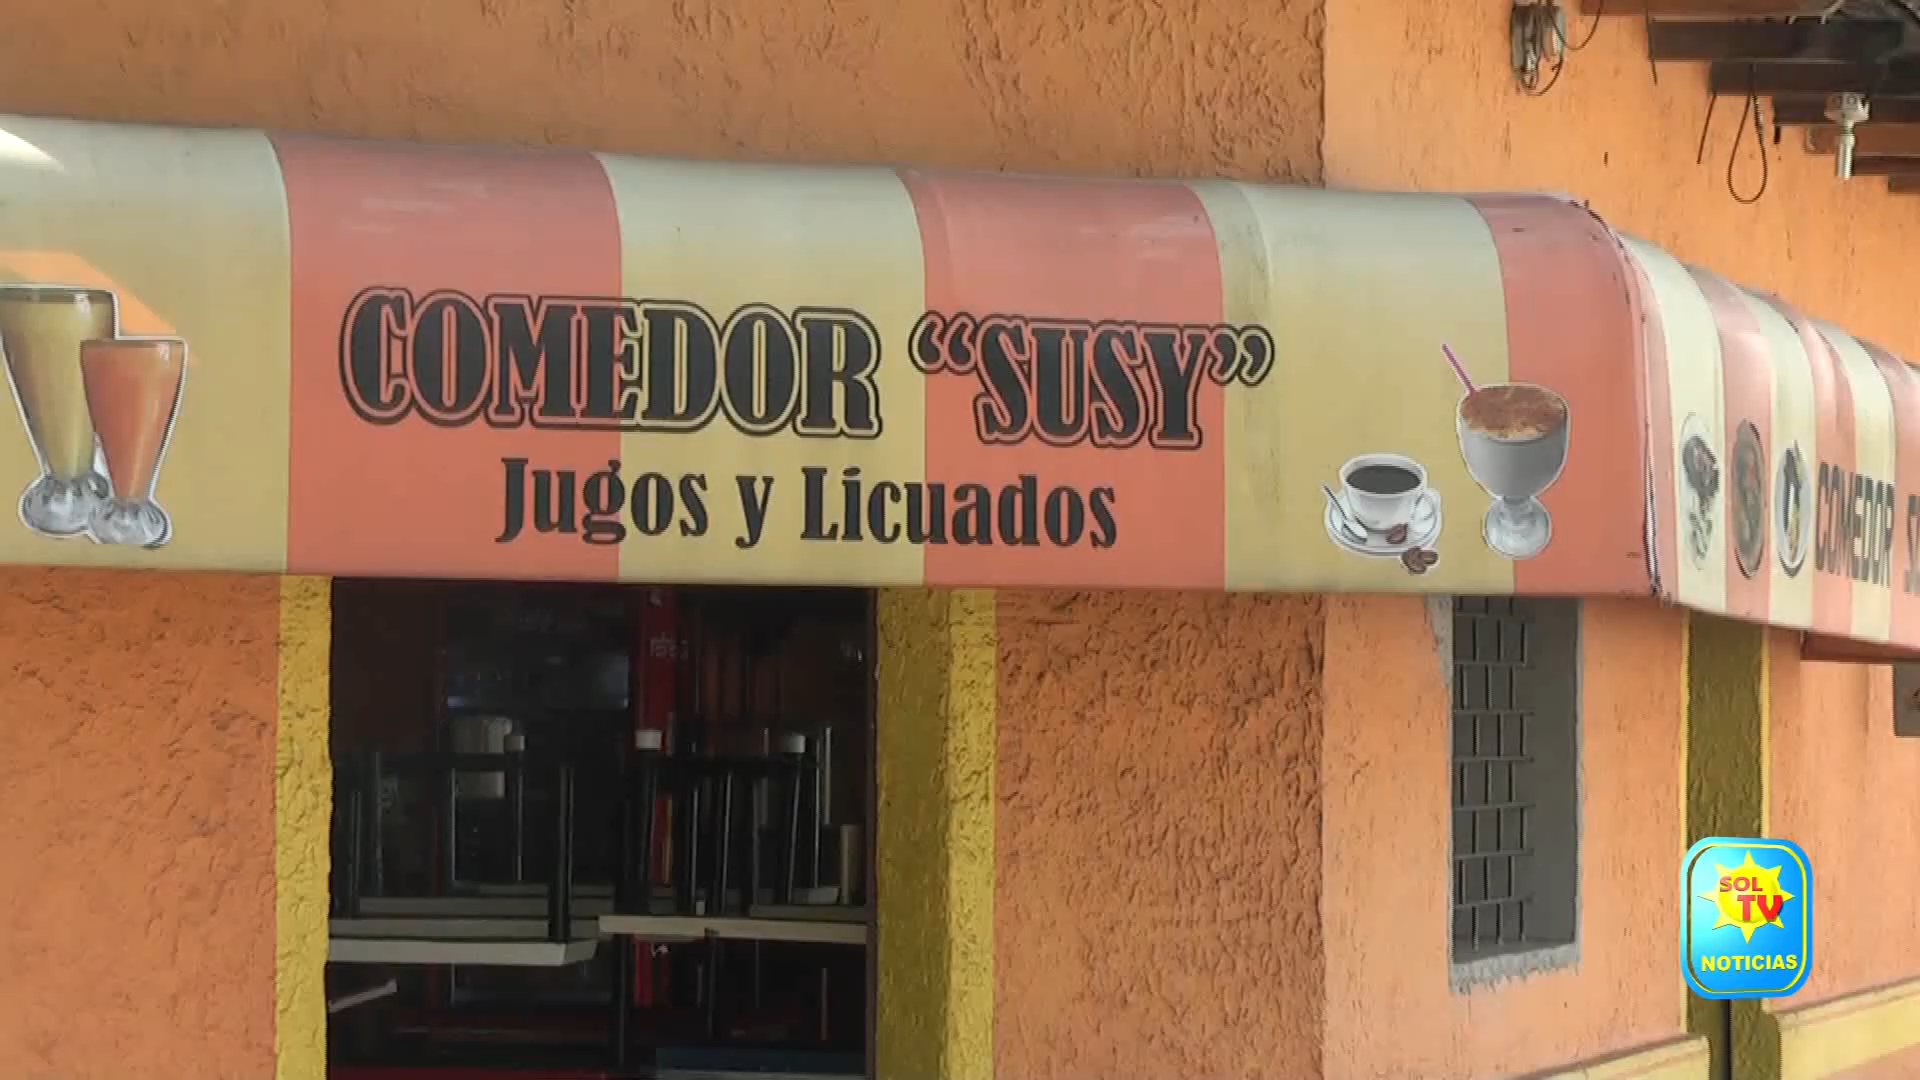 COMEDOR “SUSY”
Jugos y Licuados
COMEDOR
SOL
TV
NOTICIAS